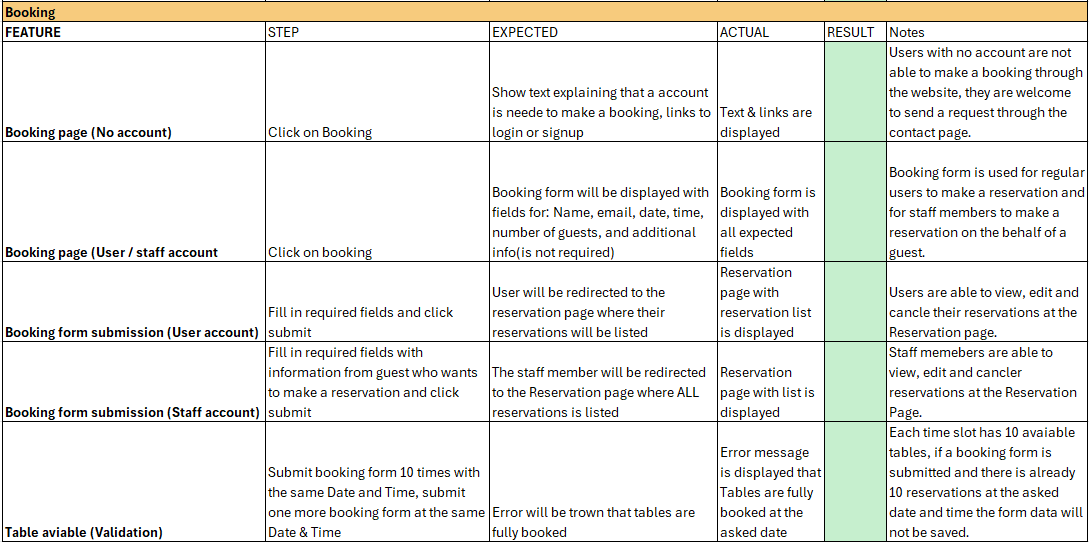 Booking
FEATURE STEP EXPECTED ACTUAL RESULT Notes
Booking page (No account)
Click on Booking
Show text explaining that a account
is neede to make a booking, links to
login or signup
Text & links are
displayed
Users with no account are not
able to make a booking through
the website, they are welcome
to send a request through the
contact page.
Booking page (User / staff account
Click on booking
Booking form will be displayed with
fields for: Name, email, date, time,
number of guests, and additional
info(is not required)
Booking form is
displayed with
all expected
fields
Booking form is used for regular
users to make a reservation and
for staff members to make a
reservation on the behalf of a
guest.
Booking form submission (User account)
Fill in required fields and click
submit
User will be redirected to the
reservation page where their
reservations will be listed
Reservation
page with
reservation list
is displayed
Users are able to view, edit and
cancle their reservations at the
Reservation page.
Booking form submission (Staff account)
Fill in required fields with
information from guest who wants
to make a reservation and click
submit
The staff member will be redirected
to the Reservation page where ALL
reservations is listed
Reservation
page with list is
displayed
Staff memebers are able to
view, edit and cancler
reservations at the Reservation
Page.
Table aviable (Validation)
Submit booking form 10 times with
the same Date and Time, submit
one more booking form at the same
Date & Time
Error will be trown that tables are
fully booked
Error message
is displayed that
Tables are fully
booked at the
asked date
Each time slot has 10 avaiable
tables, if a booking form is
submitted and there is already
10 reservations at the asked
date and time the form data will
not be saved.